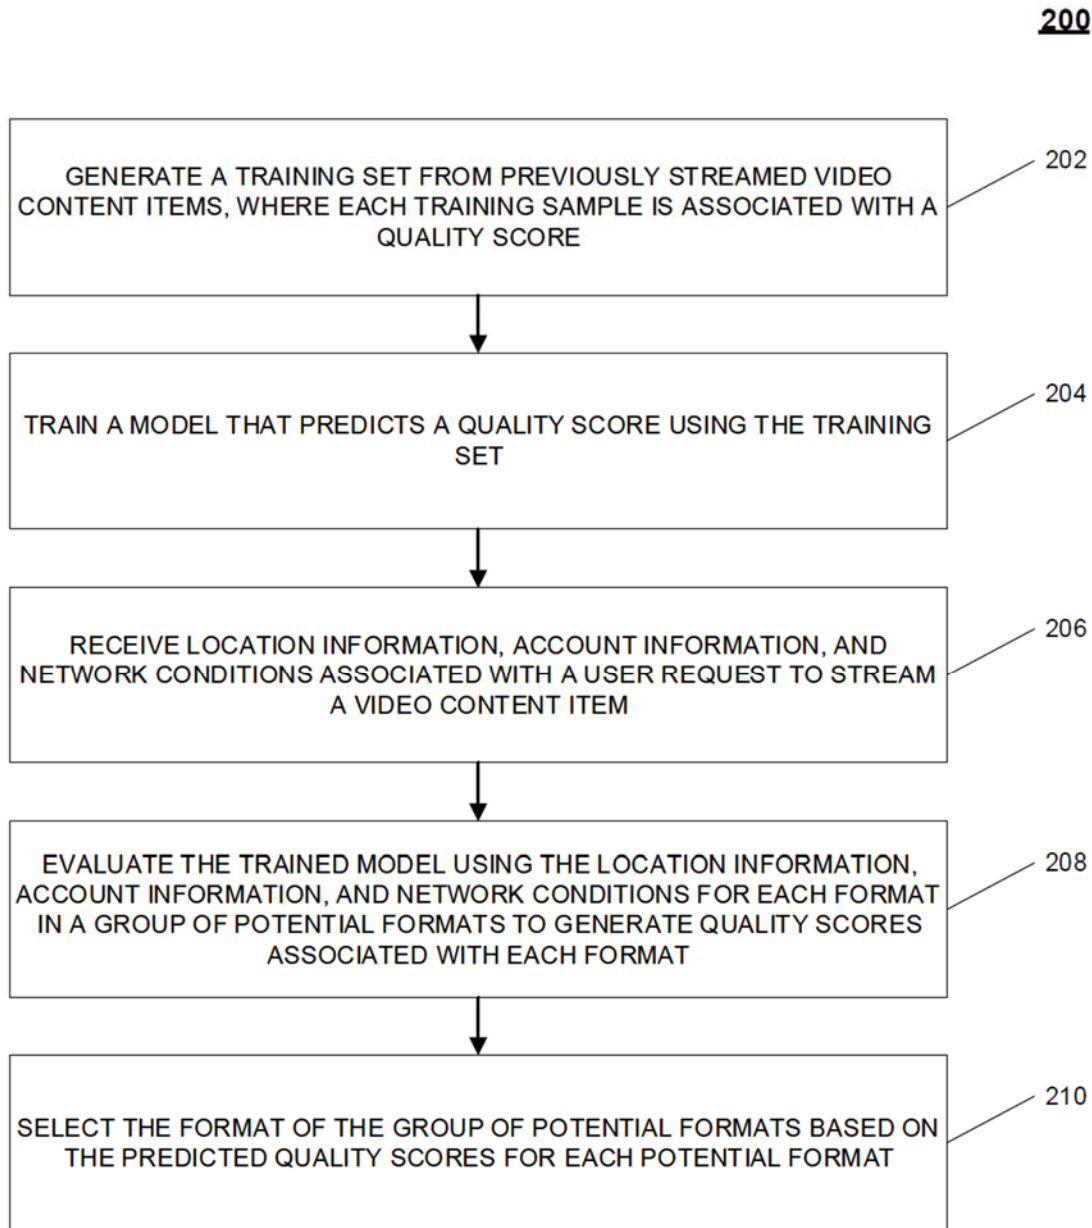 200
GENERATE A TRAINING SET FROM PREVIOUSLY STREAMED VIDEO
CONTENT ITEMS, WHERE EACH TRAINING SAMPLE IS ASSOCIATED WITH A
QUALITY SCORE
202
TRAIN A MODEL THAT PREDICTS A QUALITY SCORE USING THE TRAINING
SET
204
RECEIVE LOCATION INFORMATION, ACCOUNT INFORMATION, AND
NETWORK CONDITIONS ASSOCIATED WITH A USER REQUEST TO STREAM
A VIDEO CONTENT ITEM
206
EVALUATE THE TRAINED MODEL USING THE LOCATION INFORMATION,
ACCOUNT INFORMATION, AND NETWORK CONDITIONS FOR EACH FORMAT
IN A GROUP OF POTENTIAL FORMATS TO GENERATE QUALITY SCORES
ASSOCIATED WITH EACH FORMAT
208
SELECT THE FORMAT OF THE GROUP OF POTENTIAL FORMATS BASED ON
THE PREDICTED QUALITY SCORES FOR EACH POTENTIAL FORMAT
210